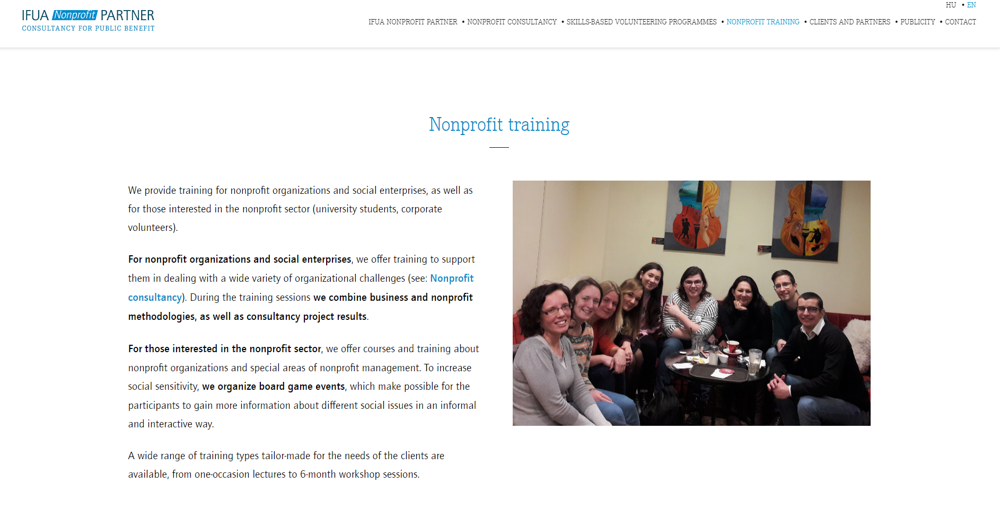 IFUA Nonprofit PARTNER
CONSULTANCY FOR PUBLIC BENEFIT
HU • EN
IFUA NONPROFIT PARTNER • NONPROFIT CONSULTANCY • SKILLS-BASED VOLUNTEERING PROGRAMMES • NONPROFIT TRAINING • CLIENTS AND PARTNERS • PUBLICITY • CONTACT
Nonprofit training
We provide training for nonprofit organizations and social enterprises, as well as
for those interested in the nonprofit sector (university students, corporate
volunteers).
For nonprofit organizations and social enterprises, we offer training to support
them in dealing with a wide variety of organizational challenges (see: Nonprofit
consultancy). During the training sessions we combine business and nonprofit
methodologies, as well as consultancy project results.
For those interested in the nonprofit sector, we offer courses and training about
nonprofit organizations and special areas of nonprofit management. To increase
social sensitivity, we organize board game events, which make possible for the
participants to gain more information about different social issues in an informal
and interactive way.
A wide range of training types tailor-made for the needs of the clients are
available, from one-occasion lectures to 6-month workshop sessions.